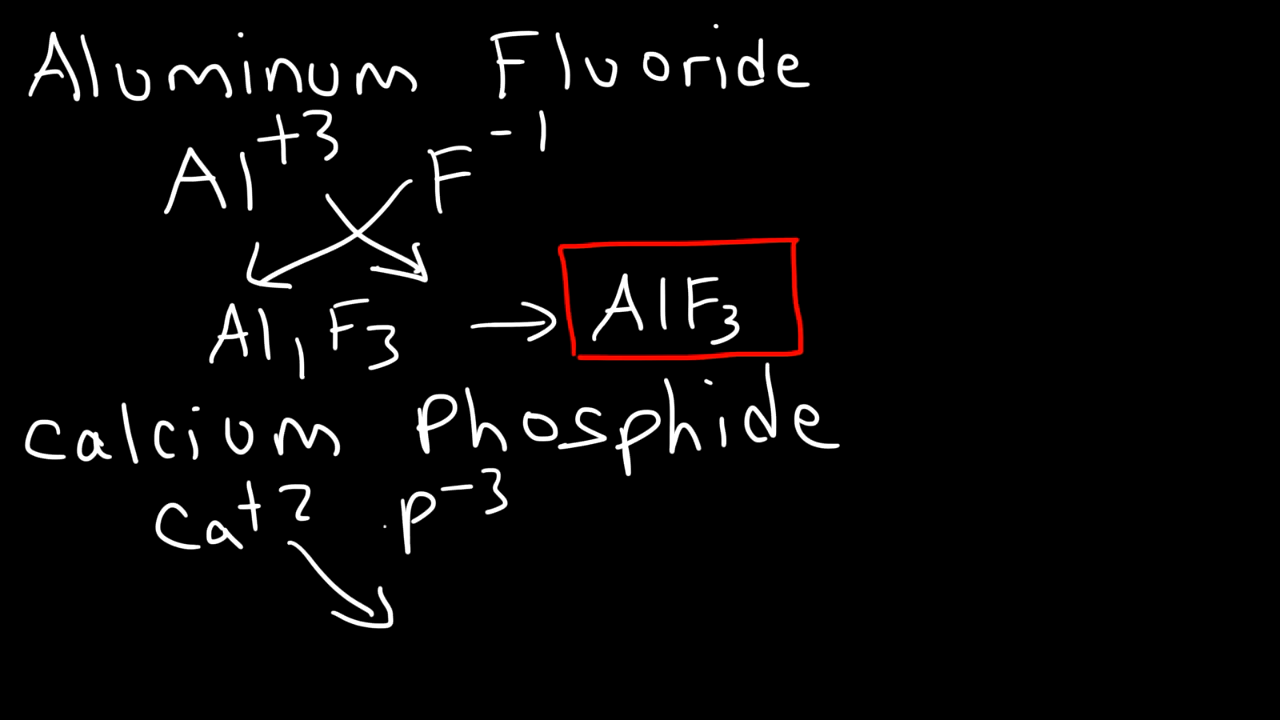 Aluminum Fluoride
Al+3 F-1
Al1F3 → AlF3
Calcium Phosphide
Ca+2 P-3